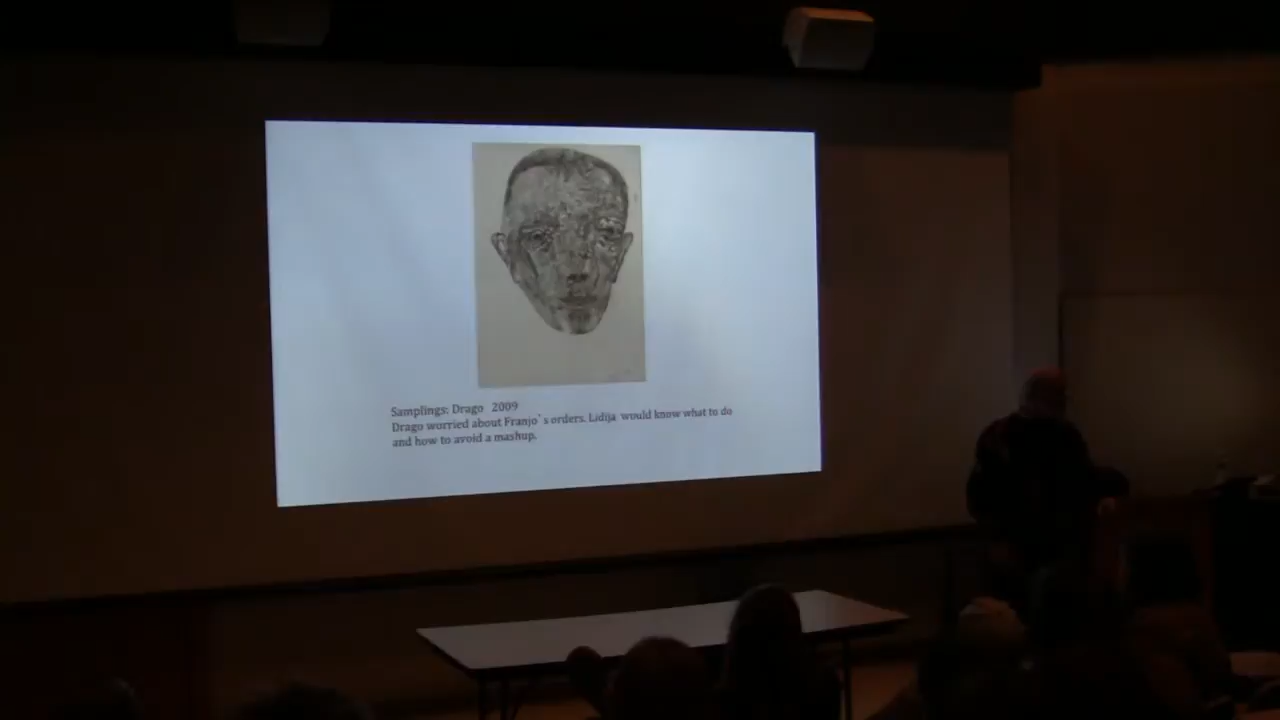 Samplings: Drago 2009
Drago worried about Franjo`s orders. Lidija would know what to do
and how to avoid a mashup.